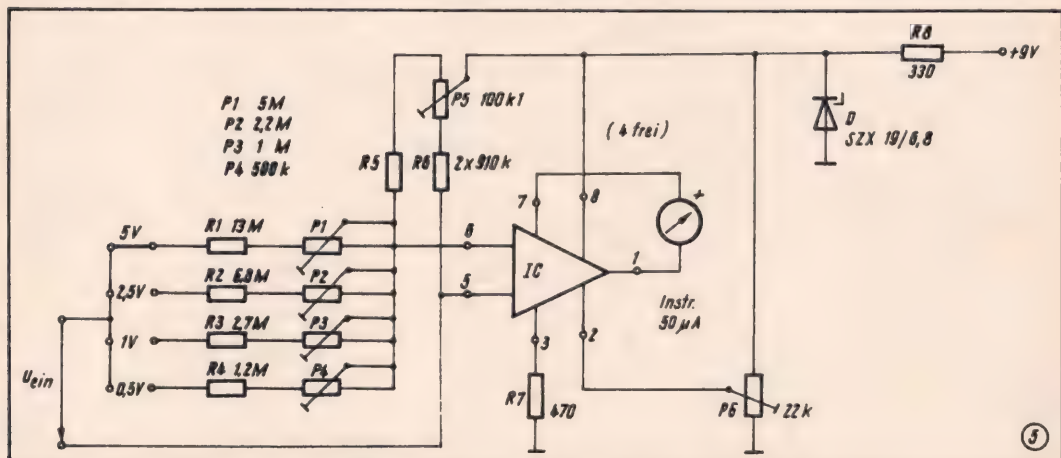 R8
330
+9V
P1 5M
P2 2,2M
P3 1 M
P4 500k
P5 100k1
(4 frei)
D
SZX 19/6,8
R5
R6
2x910k
7
8
+
5V
R1 13M
P1
6
2,5V
R2 6,8M
P2
5
IC
1
1V
R3 2,7M
P3
Instr.
50µA
3
2
Uein
0,5V
R4 1,2M
P4
R7
470
P6
22k
5